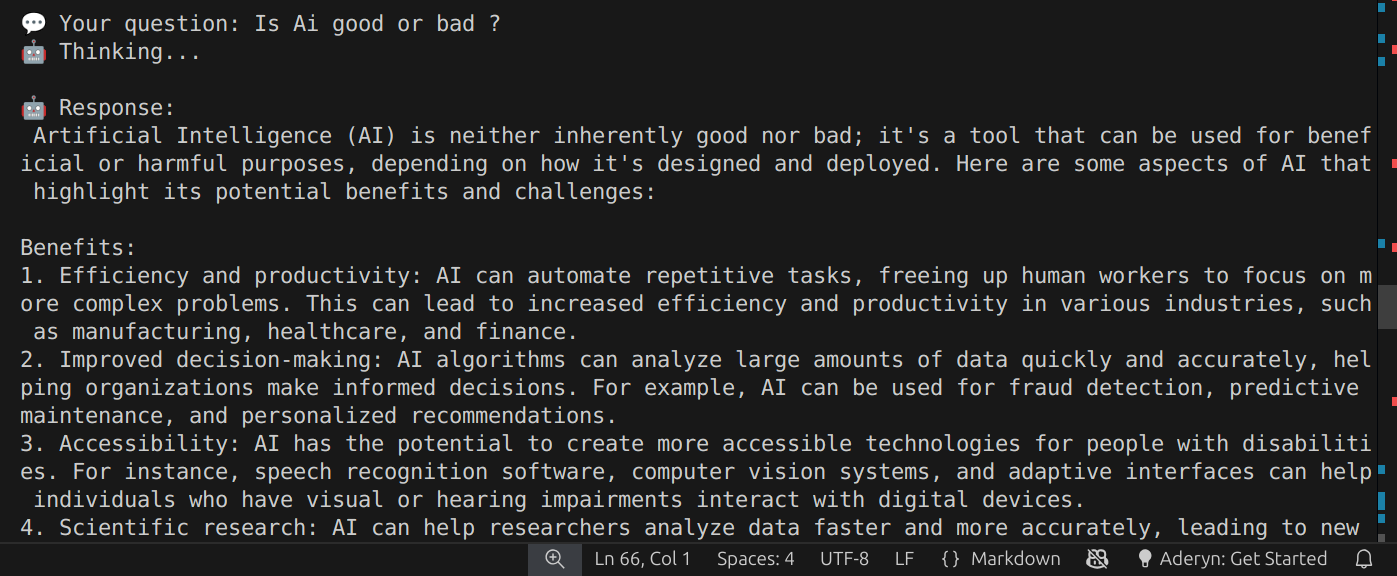 💬 Your question: Is Ai good or bad ?
🤖 Thinking...
🤖 Response:
Artificial Intelligence (AI) is neither inherently good nor bad; it's a tool that can be used for benef
icial or harmful purposes, depending on how it's designed and deployed. Here are some aspects of AI that
highlight its potential benefits and challenges:
Benefits:
1. Efficiency and productivity: AI can automate repetitive tasks, freeing up human workers to focus on m
ore complex problems. This can lead to increased efficiency and productivity in various industries, such
as manufacturing, healthcare, and finance.
2. Improved decision-making: AI algorithms can analyze large amounts of data quickly and accurately, hel
ping organizations make informed decisions. For example, AI can be used for fraud detection, predictive
maintenance, and personalized recommendations.
3. Accessibility: AI has the potential to create more accessible technologies for people with disabiliti
es. For instance, speech recognition software, computer vision systems, and adaptive interfaces can help
individuals who have visual or hearing impairments interact with digital devices.
4. Scientific research: AI can help researchers analyze data faster and more accurately, leading to new
Ln 66, Col 1 Spaces: 4 UTF-8 LF {} Markdown Aderyn: Get Started